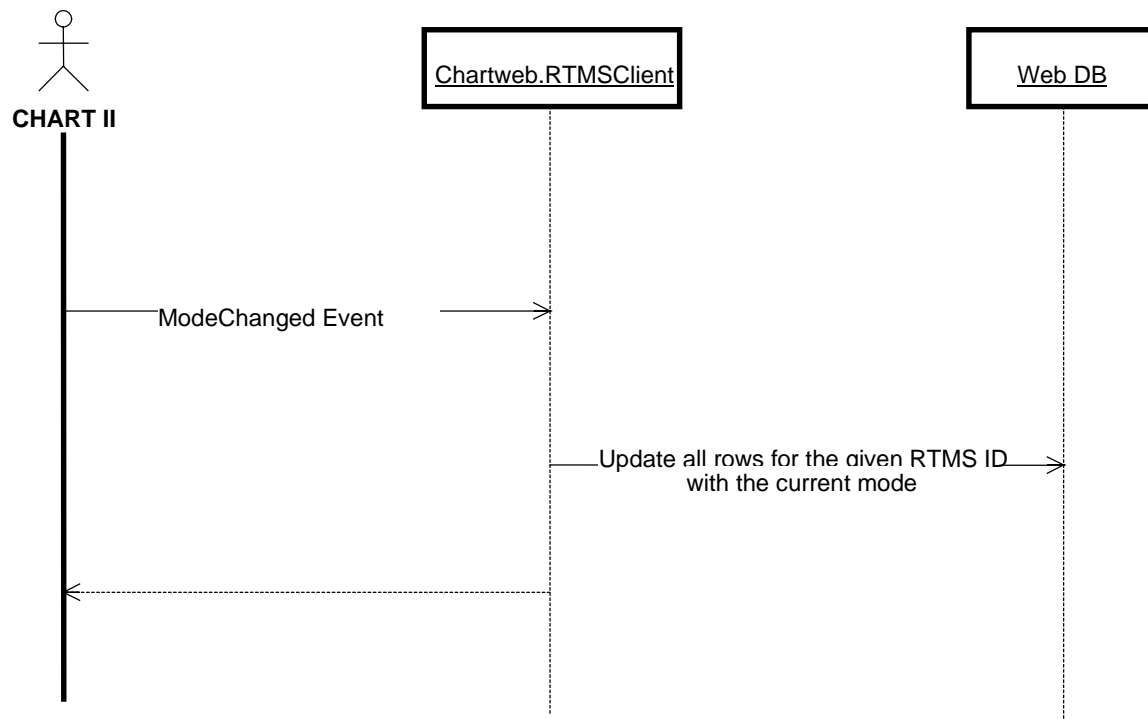 CHART II
Chartweb.RTMSClient
Web DB
ModeChanged Event
Update all rows for the given RTMS ID
with the current mode